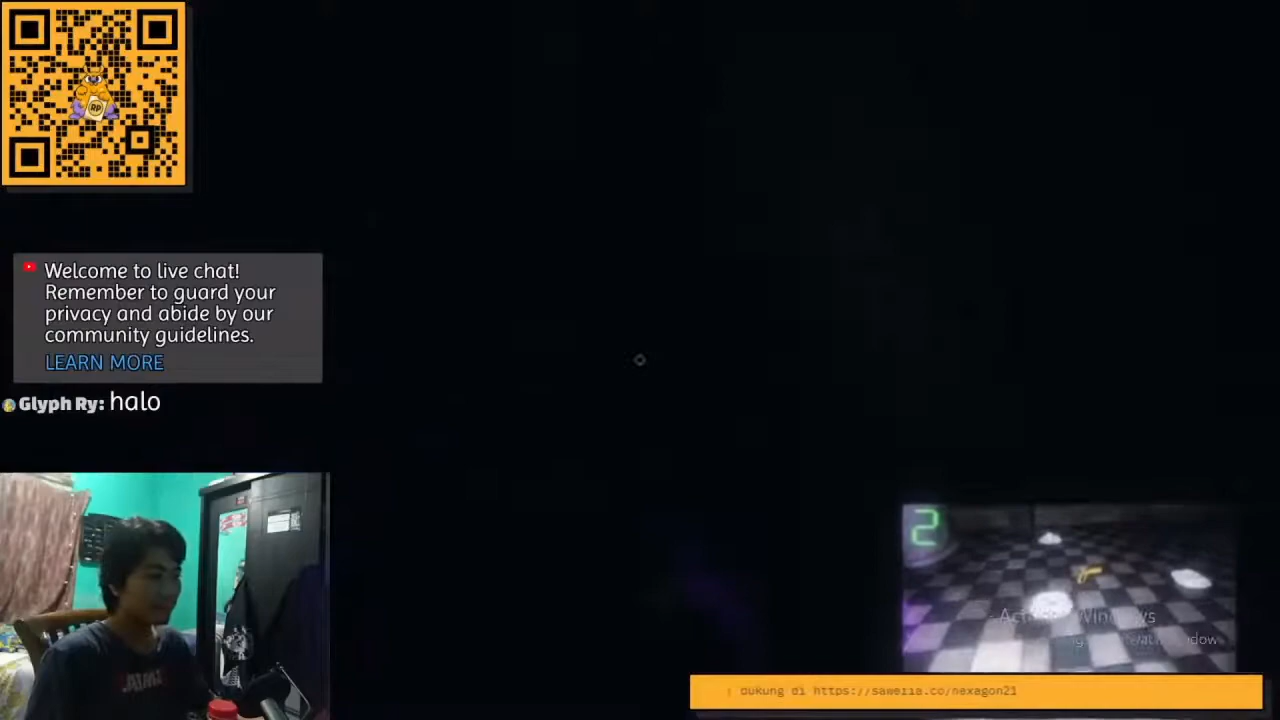 Welcome to live chat!
Remember to guard your
privacy and abide by our
community guidelines.
LEARN MORE
Glyph Ry: halo
2
| dukung di https://saweria.co/nexagon21